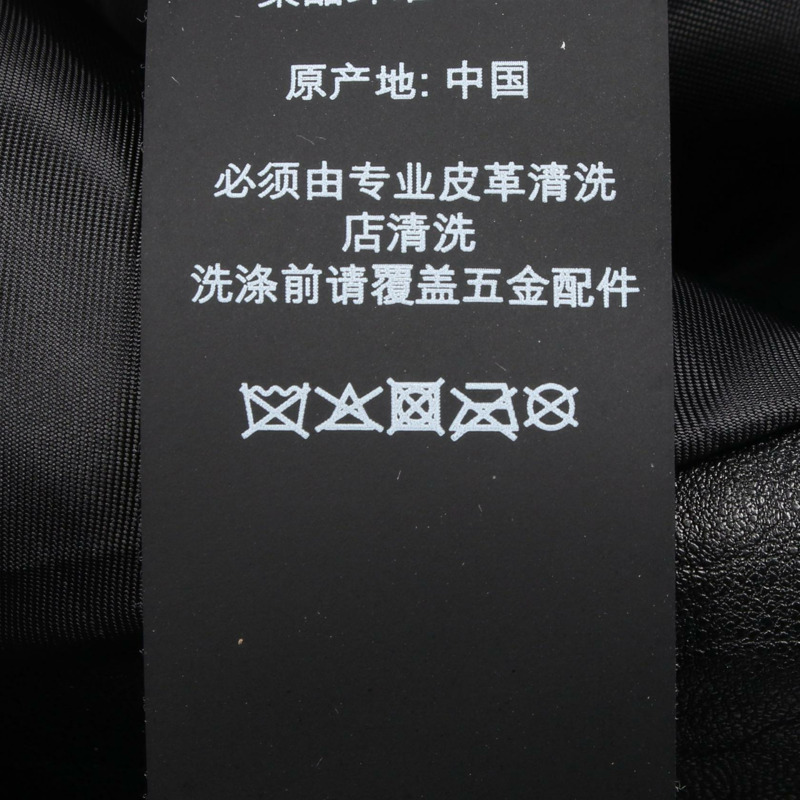 原产地: 中国
必须由专业皮革清洗
店清洗
洗涤前请覆盖五金配件